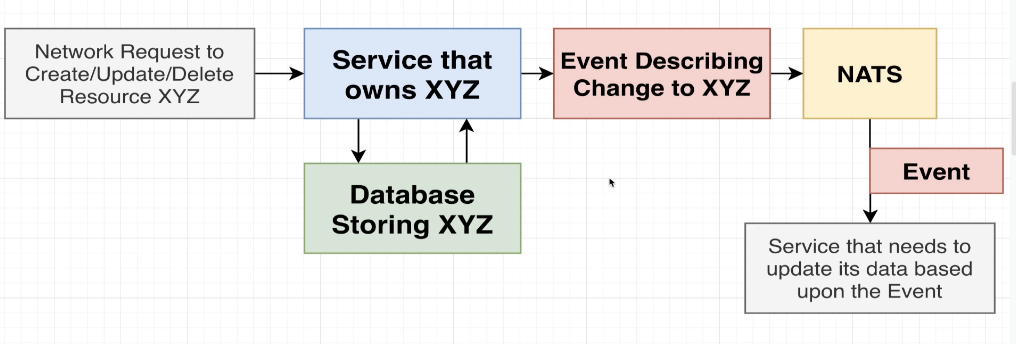 Network Request to
Create/Update/Delete
Resource XYZ
Service that
owns XYZ
Event Describing
Change to XYZ
NATS
Database
Storing XYZ
Event
Service that needs to
update its data based
upon the Event